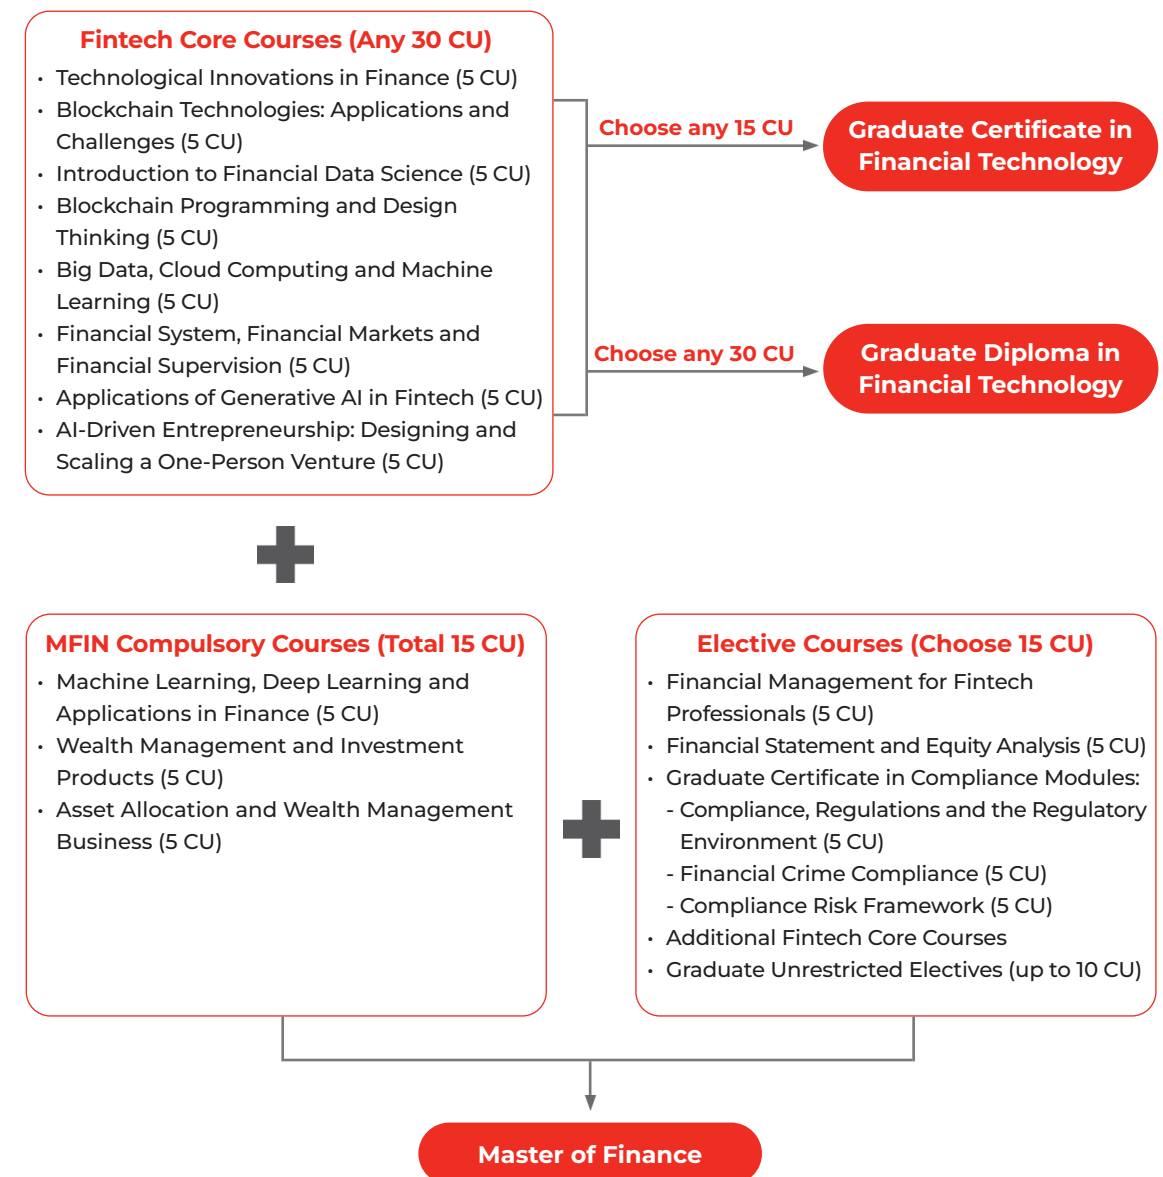 Fintech Core Courses (Any 30 CU)
· Technological Innovations in Finance (5 CU)
· Blockchain Technologies: Applications and
Challenges (5 CU)
· Introduction to Financial Data Science (5 CU)
· Blockchain Programming and Design
Thinking (5 CU)
· Big Data, Cloud Computing and Machine
Learning (5 CU)
· Financial System, Financial Markets and
Financial Supervision (5 CU)
· Applications of Generative AI in Fintech (5 CU)
· AI-Driven Entrepreneurship: Designing and
Scaling a One-Person Venture (5 CU)
Choose any 15 CU
Graduate Certificate in
Financial Technology
Choose any 30 CU
Graduate Diploma in
Financial Technology
MFIN Compulsory Courses (Total 15 CU)
· Machine Learning, Deep Learning and
Applications in Finance (5 CU)
· Wealth Management and Investment
Products (5 CU)
· Asset Allocation and Wealth Management
Business (5 CU)
Elective Courses (Choose 15 CU)
· Financial Management for Fintech
Professionals (5 CU)
· Financial Statement and Equity Analysis (5 CU)
· Graduate Certificate in Compliance Modules:
- Compliance, Regulations and the Regulatory
Environment (5 CU)
- Financial Crime Compliance (5 CU)
- Compliance Risk Framework (5 CU)
· Additional Fintech Core Courses
· Graduate Unrestricted Electives (up to 10 CU)
Master of Finance